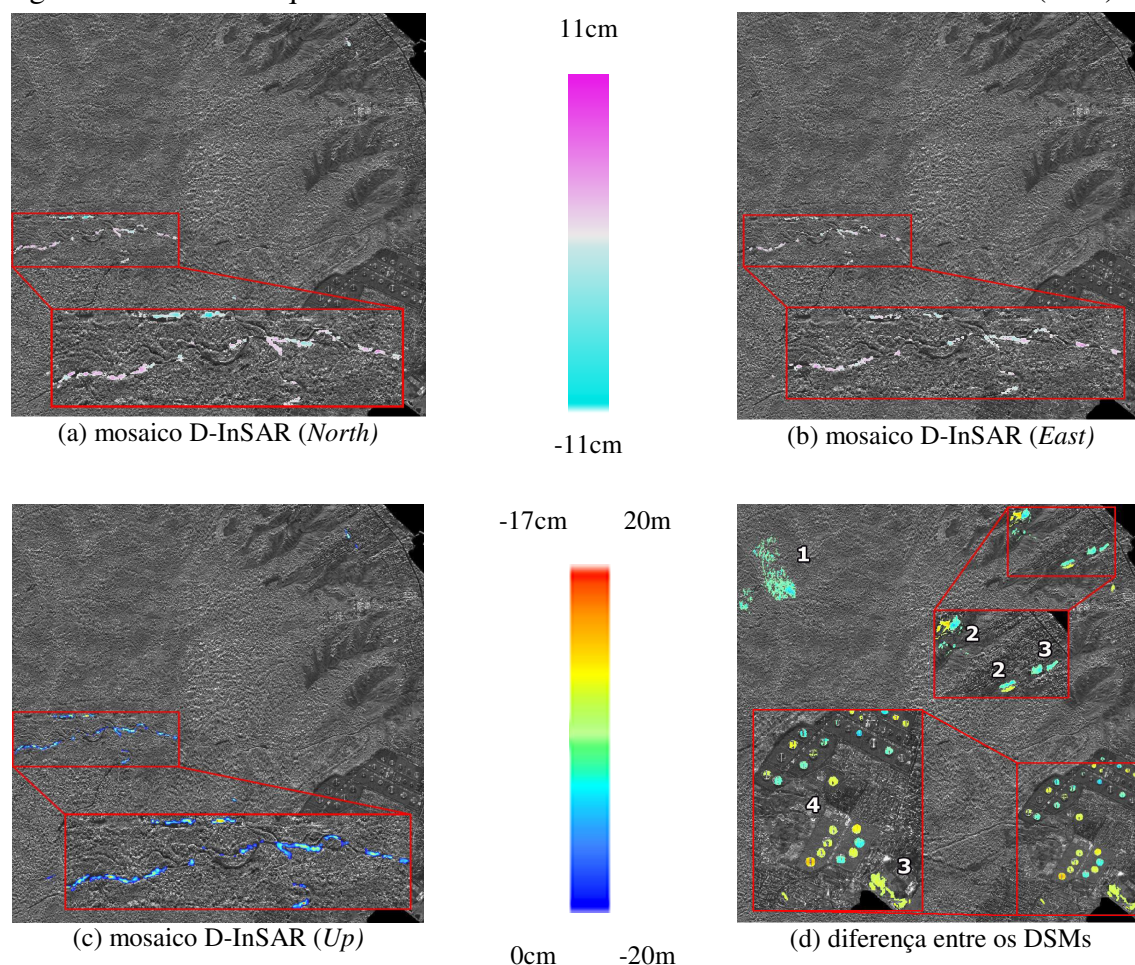 11cm
-11cm
(a) mosaico D-InSAR (North)
(b) mosaico D-InSAR (East)
-17cm 20m
1
2
3
2
4
3
(c) mosaico D-InSAR (Up)
0cm -20m
(d) diferença entre os DSMs